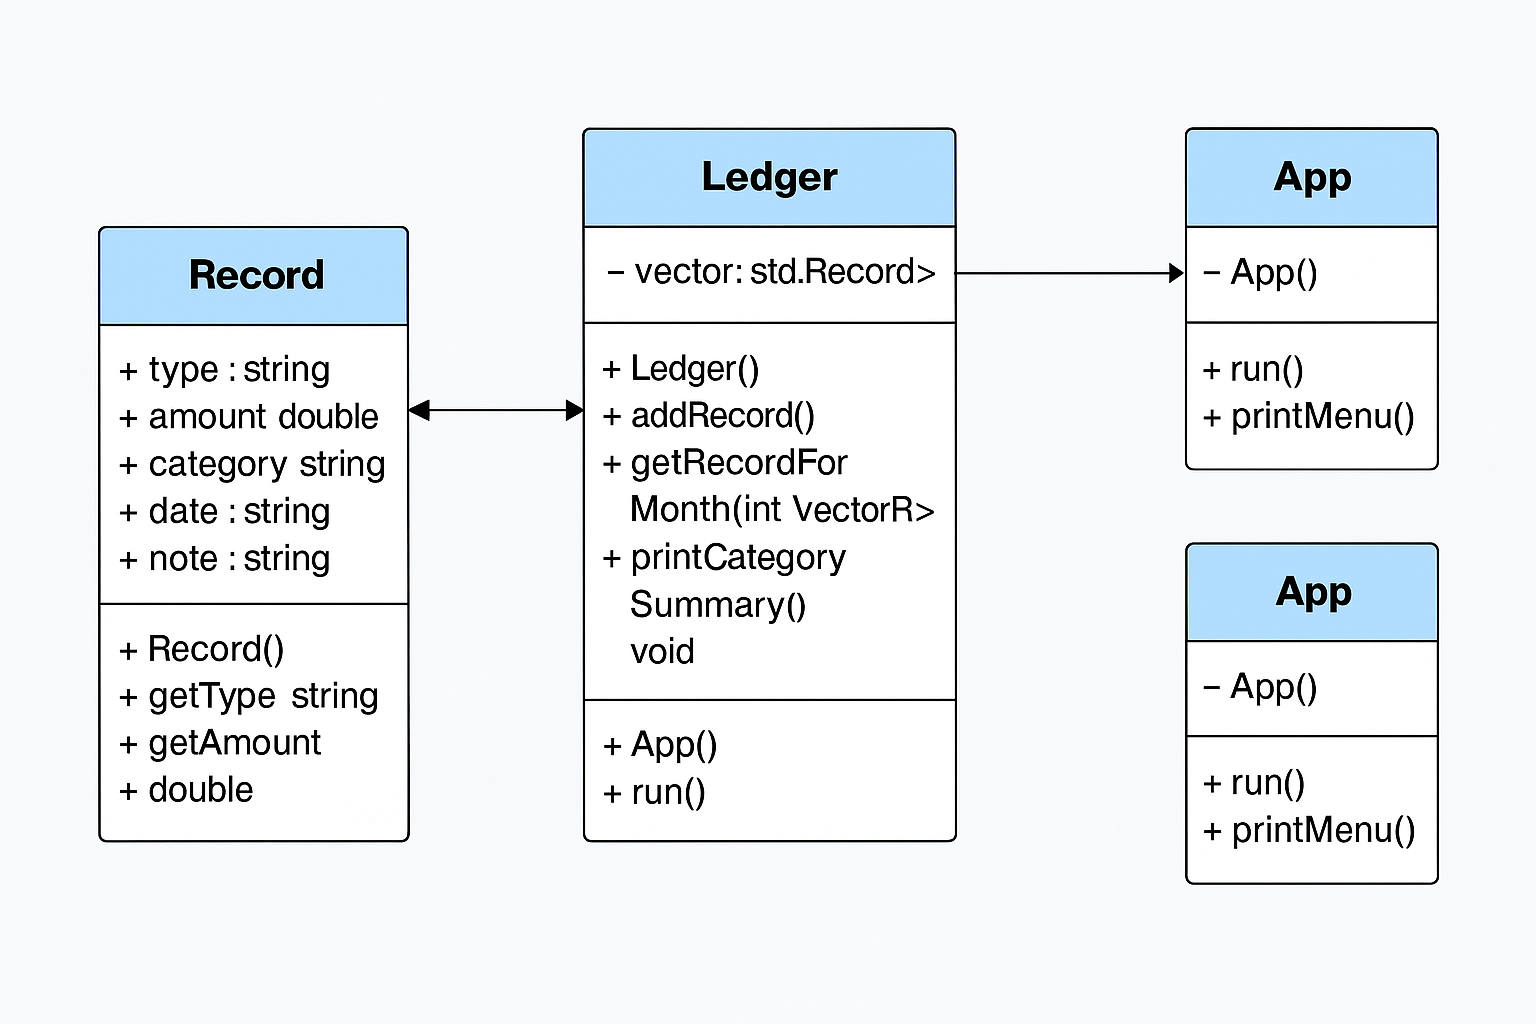 Record
+ type : string
+ amount double
+ category string
+ date : string
+ note : string
+ Record()
+ getType string
+ getAmount
+ double
Ledger
− vector: std.Record>
+ Ledger()
+ addRecord()
+ getRecordFor
Month(int VectorR>
+ printCategory
Summary()
void
+ App()
+ run()
App
− App()
+ run()
+ printMenu()
App
− App()
+ run()
+ printMenu()